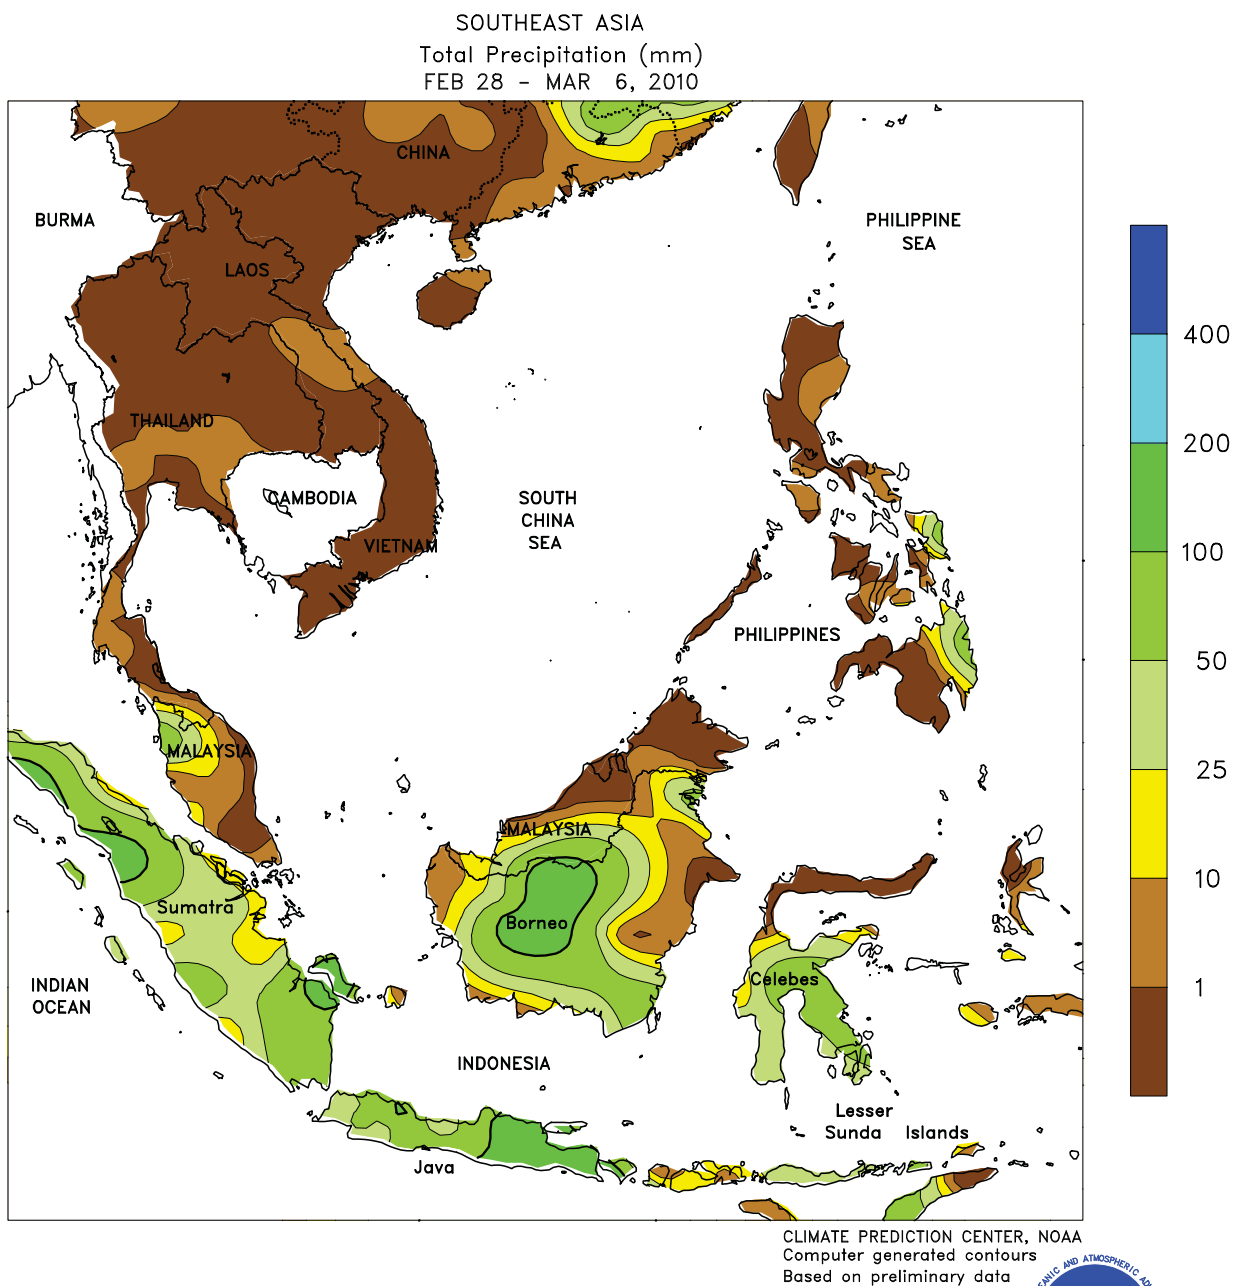 SOUTHEAST ASIA
Total Precipitation (mm)
FEB 28 - MAR 6, 2010
CHINA
BURMA
PHILIPPINE
SEA
LAOS
400
THAILAND
200
CAMBODIA
SOUTH
CHINA
SEA
VIETNAM
100
PHILIPPINES
50
MALAYSIA
25
MALAYSIA
10
Sumatra
Borneo
Celebes
INDIAN
OCEAN
1
INDONESIA
Lesser
Sunda Islands
Java
CLIMATE PREDICTION CENTER, NOAA
Computer generated contours
Based on preliminary data
AND ATMOSPHERIC